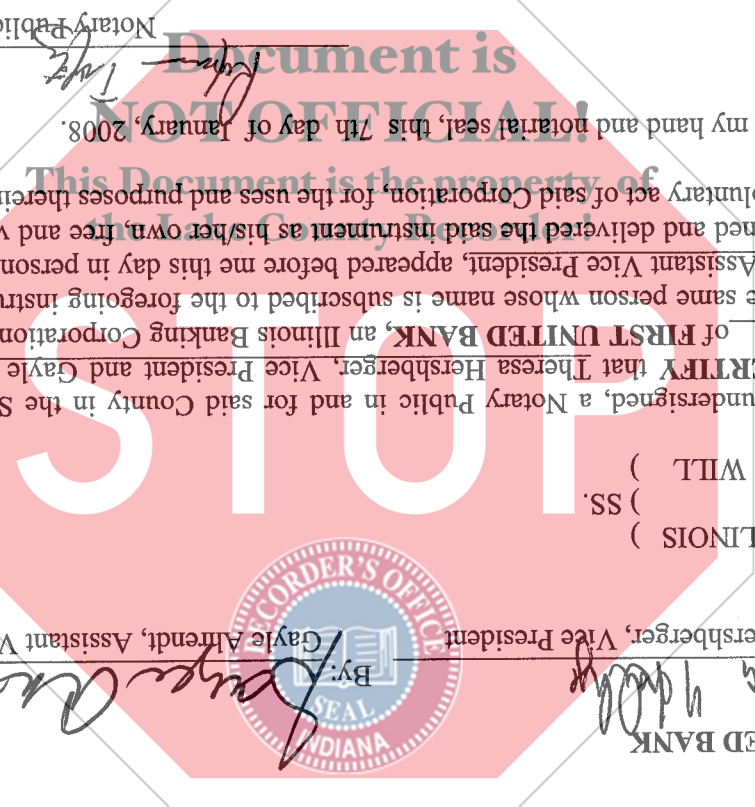 ED BANK
By:
ershberger, Vice President Gayle Ahrendt, Assistant V
LINOIS )
) SS.
WILL )
undersigned, a Notary Public in and for said County in the S
ERTIFY that Theresa Hershberger, Vice President and Gayle
of FIRST UNITED BANK, an Illinois Banking Corporation
e same person whose name is subscribed to the foregoing instru
Assistant Vice President, appeared before me this day in person
ned and delivered the said instrument as his/her own, free and v
oluntary act of said Corporation, for the uses and purposes therein
my hand and notarial seal, this 7th day of January, 2008.
Notary Public
Document is
NOT OFFICIAL!
This Document is the property of
the Lake County Recorder!
STOP
RECORDER'S OFFICE
SEAL
INDIANA